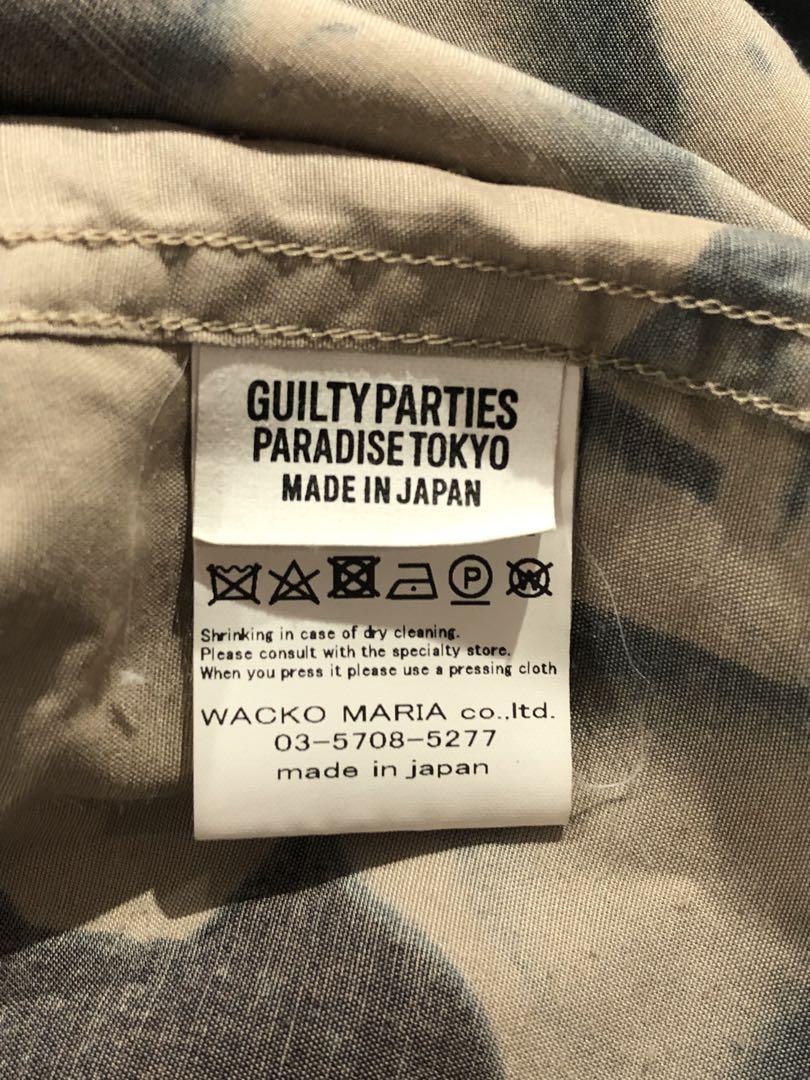 GUILTY PARTIES
PARADISE TOKYO
MADE IN JAPAN
P
W
Shrinking in case of dry cleaning.
Please consult with the specialty store.
When you press it please use a pressing cloth
WACKO MARIA co.,ltd.
03-5708-5277
made in japan